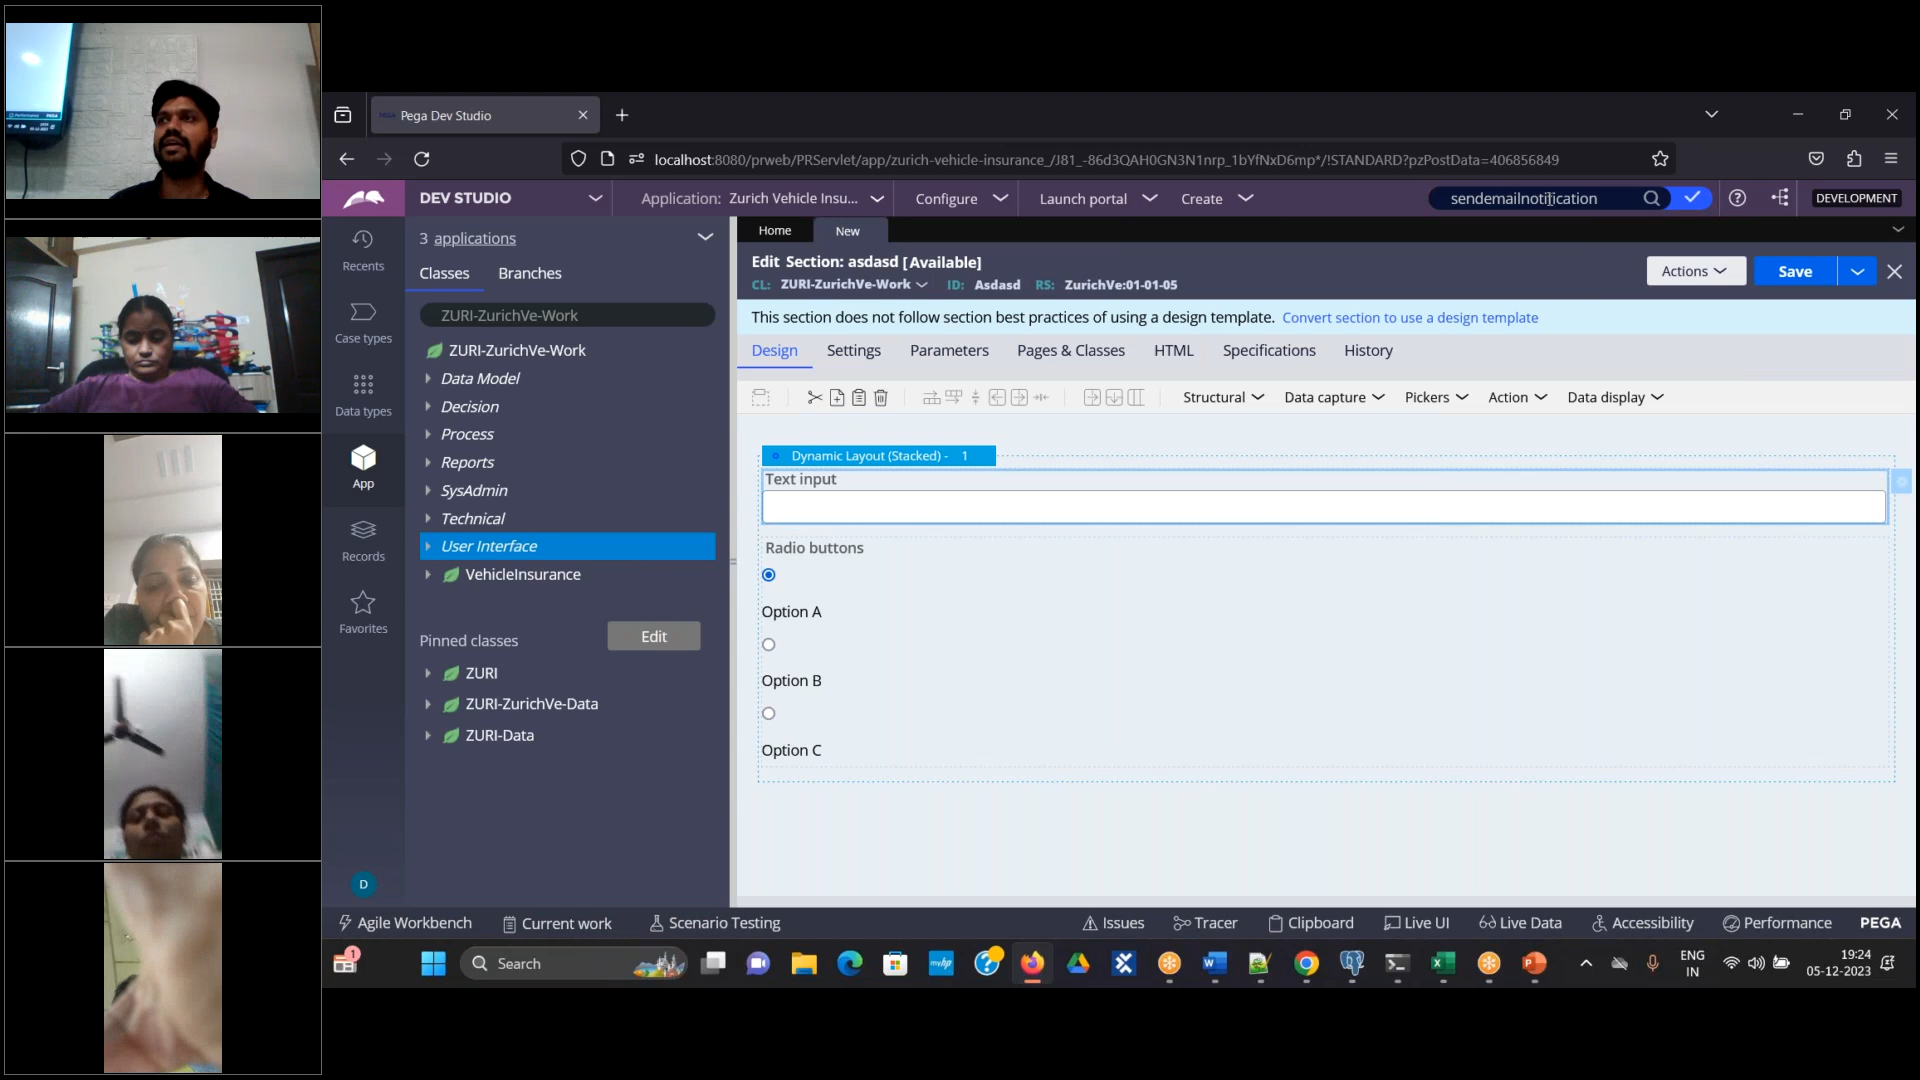 Pega Dev Studio
localhost:8080/prweb/PRServlet/app/zurich-vehicle-insurance_/J81_-86d3QAH0GN3N1nrp_1bYfNxD6mp*/!STANDARD?pzPostData=406856849
DEV STUDIO
Application: Zurich Vehicle Insu...
Configure
Launch portal
Create
sendemailnotification
DEVELOPMENT
Recents
Case types
Data types
App
Records
Favorites
D
3 applications
Classes
Branches
ZURI-ZurichVe-Work
ZURI-ZurichVe-Work
Data Model
Decision
Process
Reports
SysAdmin
Technical
User Interface
VehicleInsurance
Pinned classes
Edit
ZURI
ZURI-ZurichVe-Data
ZURI-Data
Home
New
Edit Section: asdasd [Available]
CL: ZURI-ZurichVe-Work ID: Asdasd RS: ZurichVe:01-01-05
Actions
Save
This section does not follow section best practices of using a design template. Convert section to use a design template
Design
Settings
Parameters
Pages & Classes
HTML
Specifications
History
Structural
Data capture
Pickers
Action
Data display
Dynamic Layout (Stacked) - 1
Text input
Radio buttons
Option A
Option B
Option C
Agile Workbench
Current work
Scenario Testing
Issues
Tracer
Clipboard
Live UI
Live Data
Accessibility
Performance
PEGA
1
Search
ENG
IN
19:24
05-12-2023